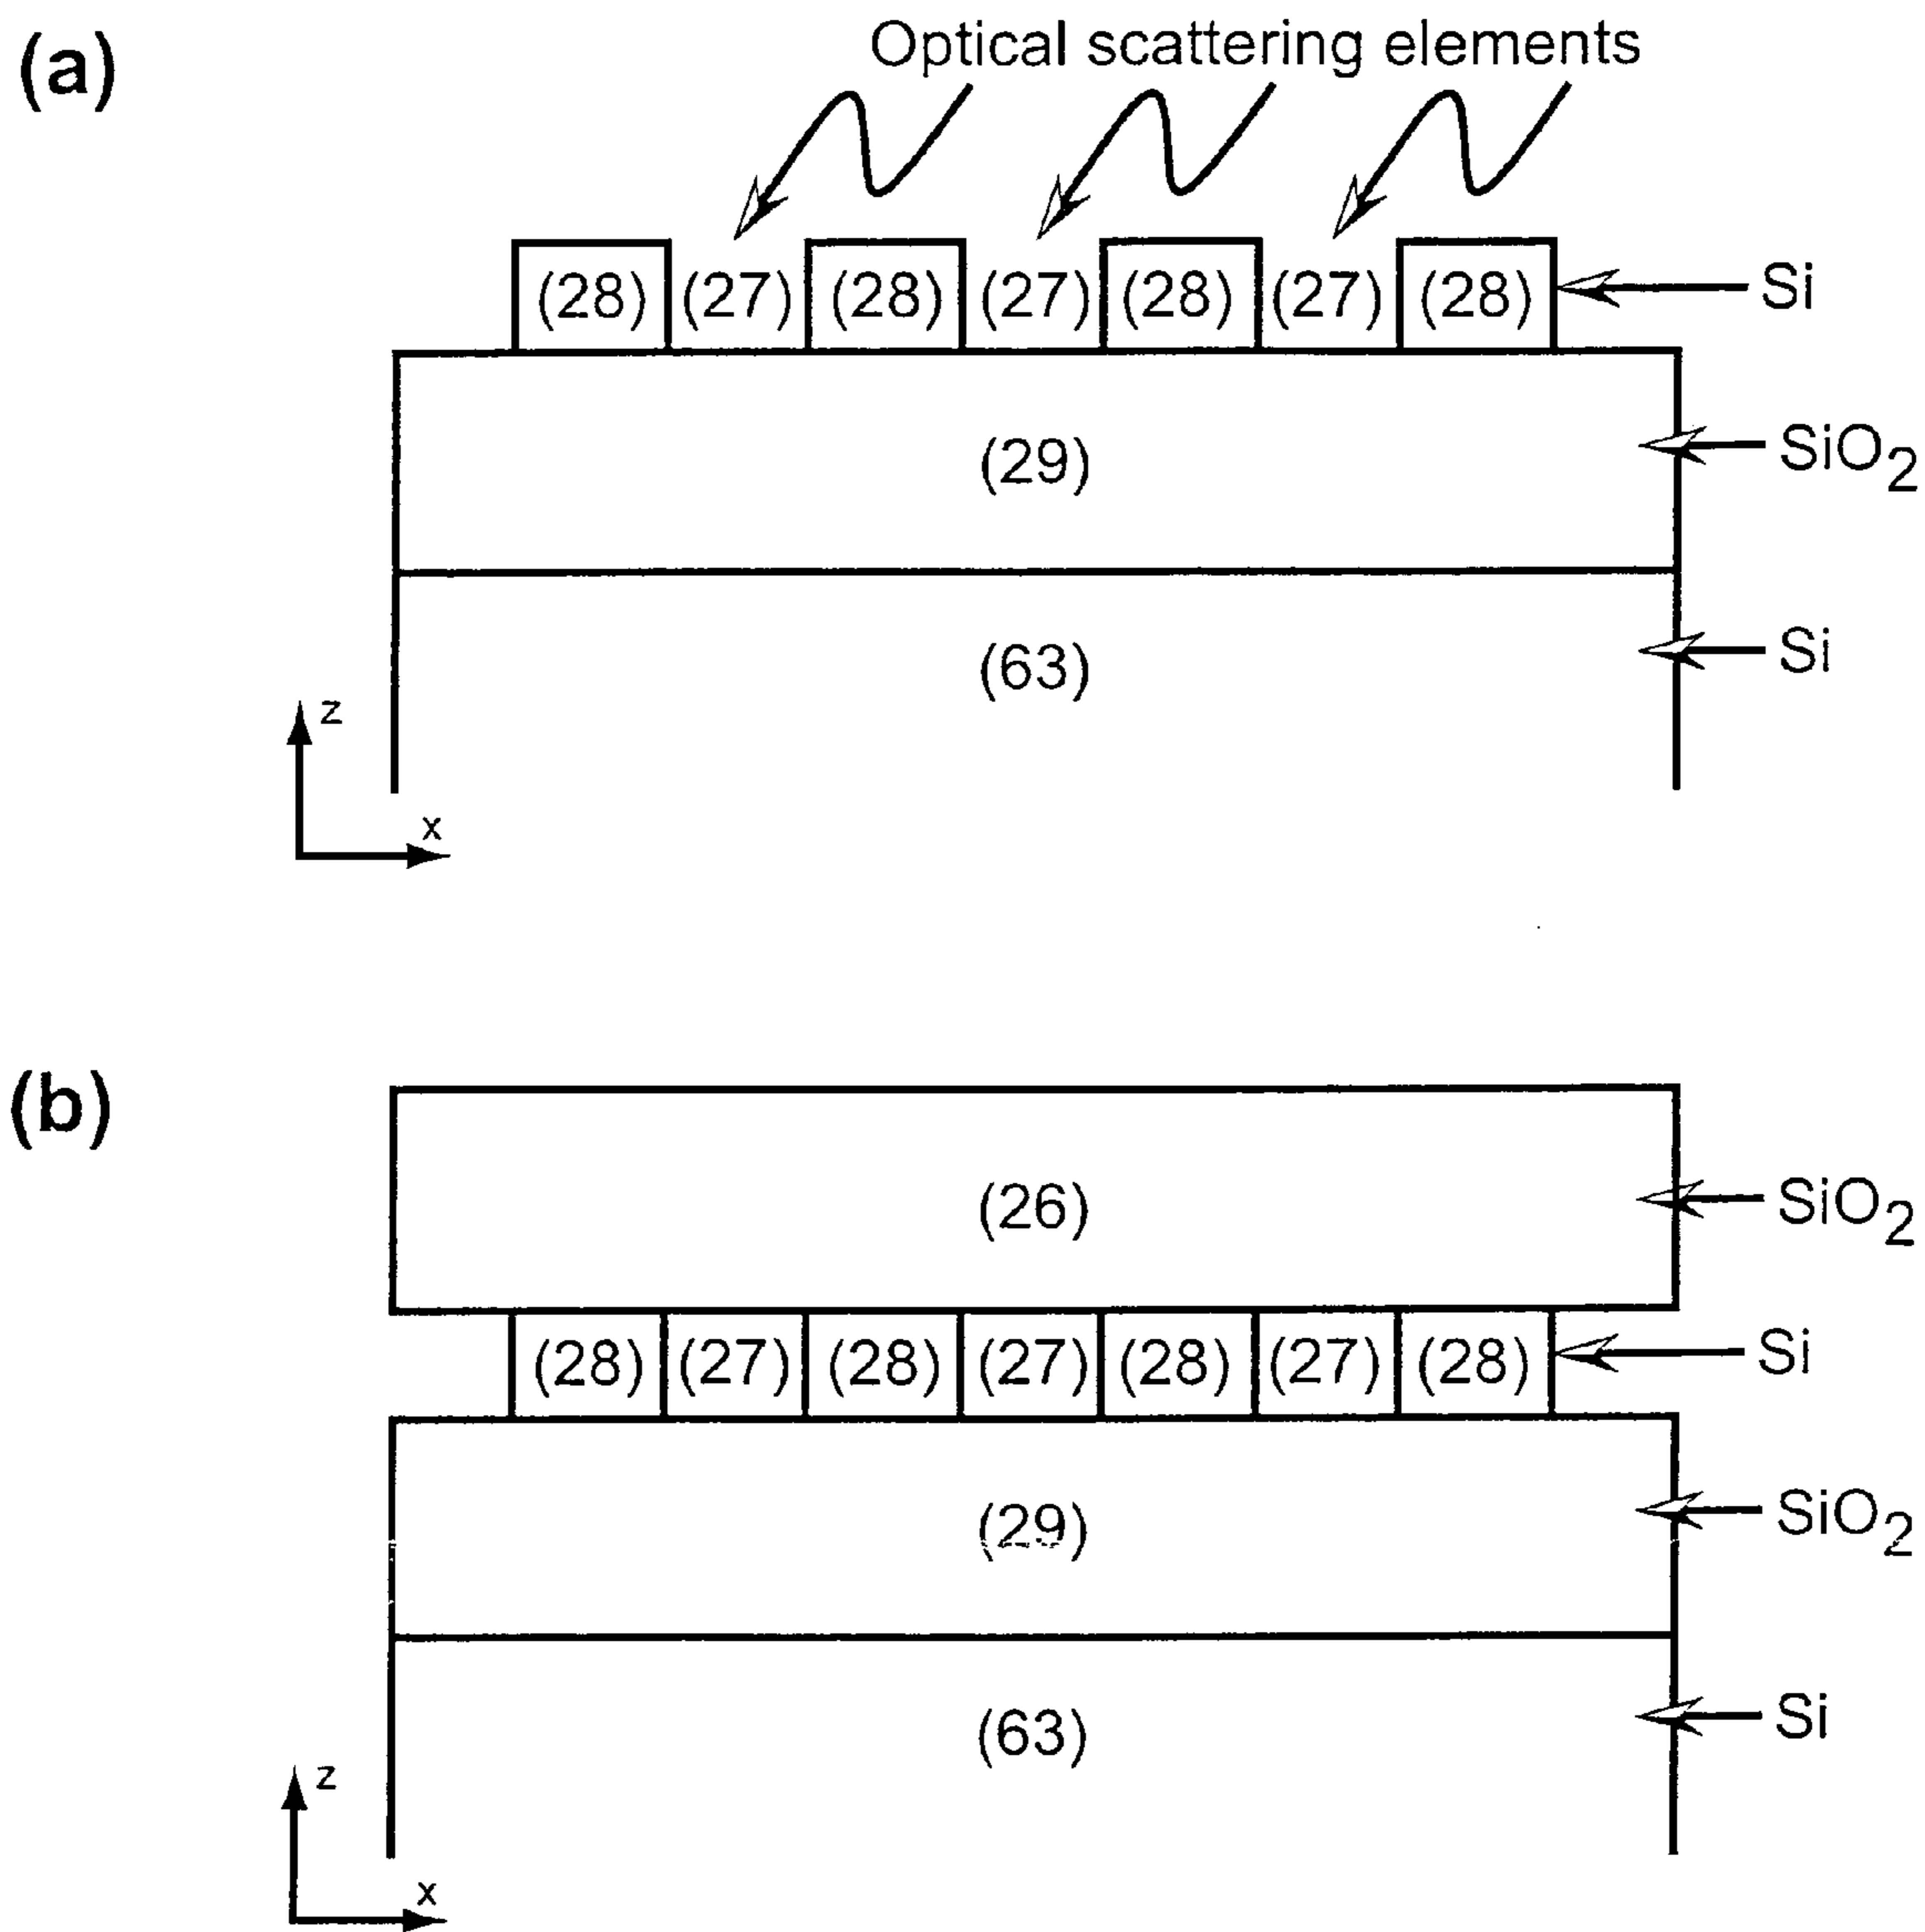 (a)
Optical scattering elements
(28) (27) (28) (27) (28) (27) (28) Si
(29) SiO2
(63) Si
z
x
(b)
(26) SiO2
(28) (27) (28) (27) (28) (27) (28) Si
(29) SiO2
(63) Si
z
x